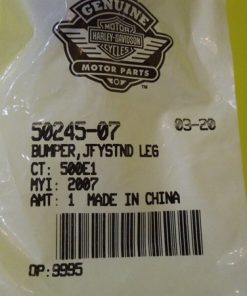 GENUINE
MOTOR
HARLEY-DAVIDSON
CYCLES
MOTOR PARTS
50245-07 03-20
BUMPER,JFYSTND LEG
CT: 500E1
MYI: 2007
AMT: 1 MADE IN CHINA
OP: 9995